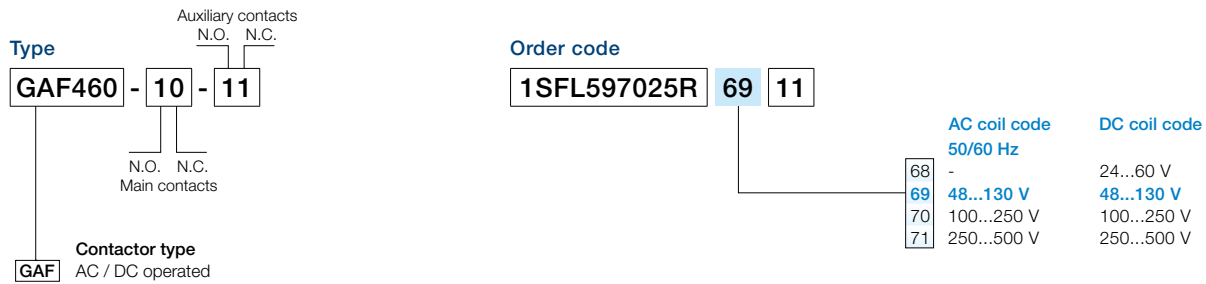 Auxiliary contacts
N.O. N.C.
Type
GAF460 - 10 - 11
N.O. N.C.
Main contacts
Contactor type
GAF AC / DC operated
Order code
1SFL597025R 69 11
AC coil code DC coil code
50/60 Hz
68 - 24...60 V
69 48...130 V 48...130 V
70 100...250 V 100...250 V
71 250...500 V 250...500 V